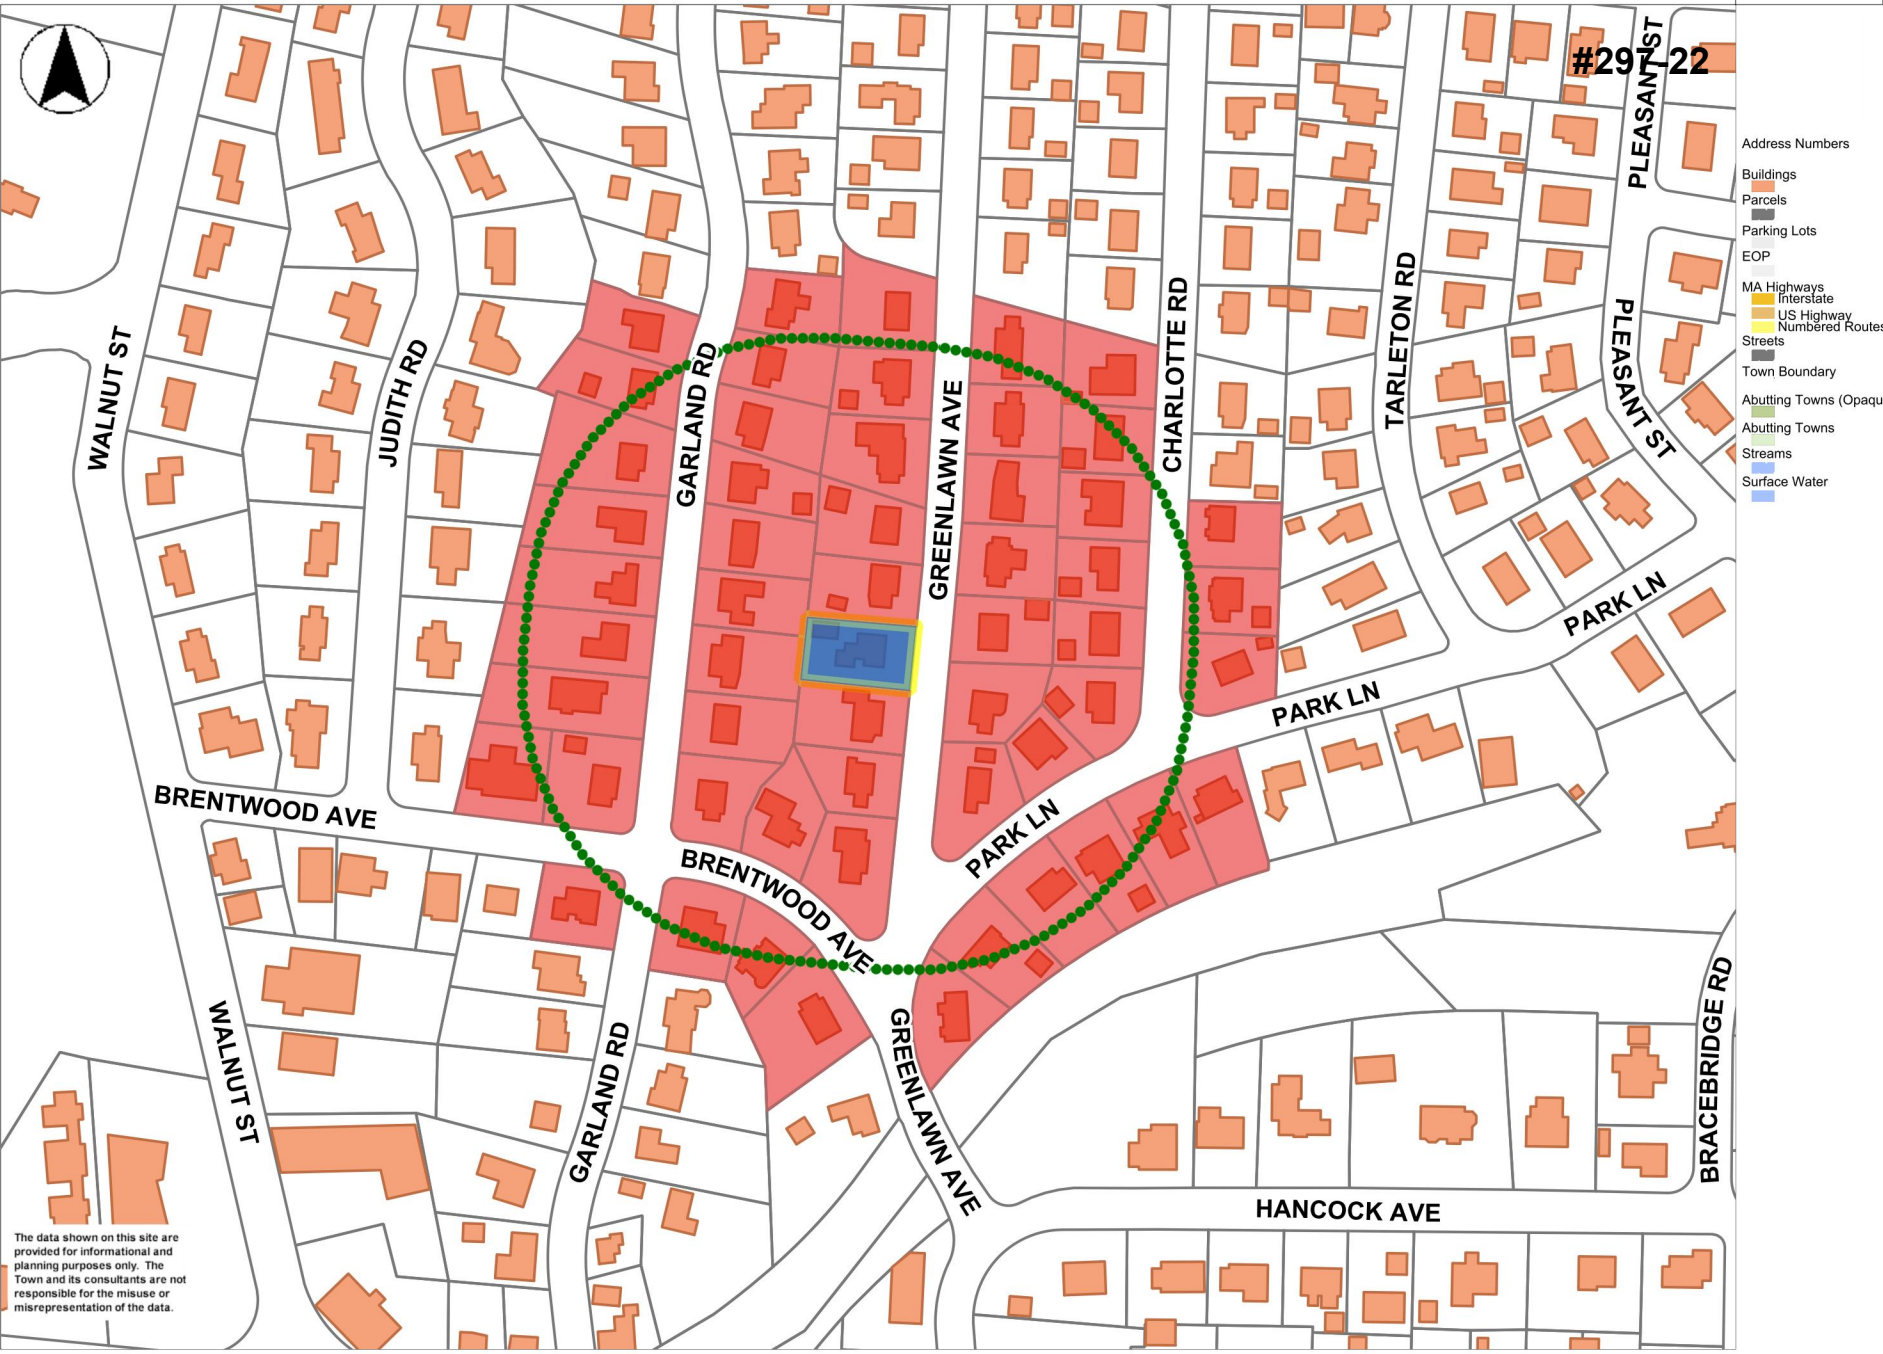 #297-22
PLEASANT ST
Address Numbers
Buildings
Parcels
Parking Lots
EOP
MA Highways
Interstate
US Highway
Numbered Routes
Streets
Town Boundary
Abutting Towns (Opaqu
Abutting Towns
Streams
Surface Water
WALNUT ST
JUDITH RD
GARLAND RD
GREENLAWN AVE
CHARLOTTE RD
TARLETON RD
PLEASANT ST
PARK LN
PARK LN
BRENTWOOD AVE
PARK LN
BRENTWOOD AVE
WALNUT ST
GARLAND RD
GREENLAWN AVE
BRACEBRIDGE RD
HANCOCK AVE
The data shown on this site are
provided for informational and
planning purposes only. The
Town and its consultants are not
responsible for the misuse or
misrepresentation of the data.